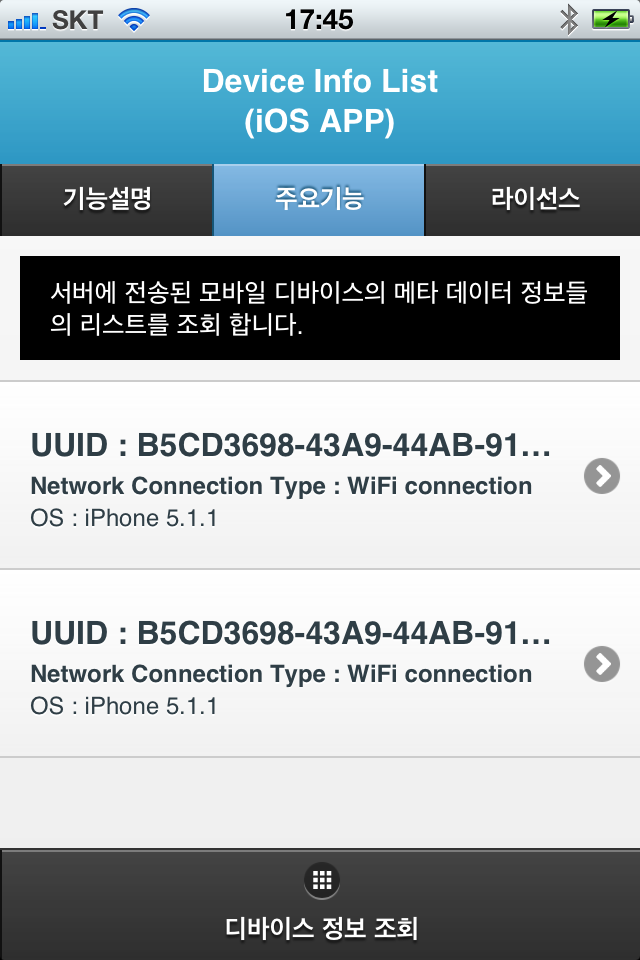 SKT 17:45
Device Info List
(iOS APP)
기능설명 주요기능 라이선스
서버에 전송된 모바일 디바이스의 메타 데이터 정보들
의 리스트를 조회 합니다.
UUID : B5CD3698-43A9-44AB-91...
Network Connection Type : WiFi connection
OS : iPhone 5.1.1
UUID : B5CD3698-43A9-44AB-91...
Network Connection Type : WiFi connection
OS : iPhone 5.1.1
디바이스 정보 조회